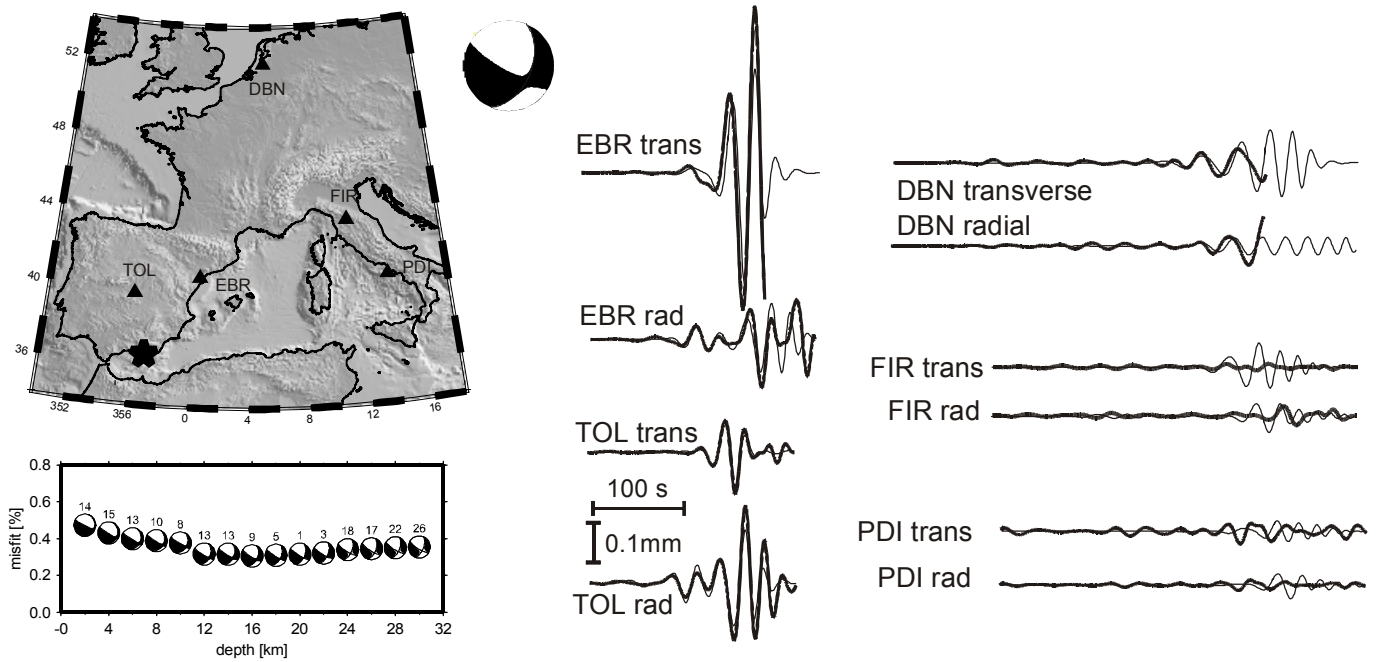 52
48
44
40
36
352
356
0
4
8
12
16
DBN
FIR
TOL
EBR
PDI
EBR trans
EBR rad
TOL trans
100 s
0.1mm
TOL rad
DBN transverse
DBN radial
FIR trans
FIR rad
PDI trans
PDI rad
misfit [%]
0.8
0.6
0.4
0.2
0.0
14 15 13 10 8 13 13 9 5 1 3 18 17 22 26
-0 4 8 12 16 20 24 28 32
depth [km]